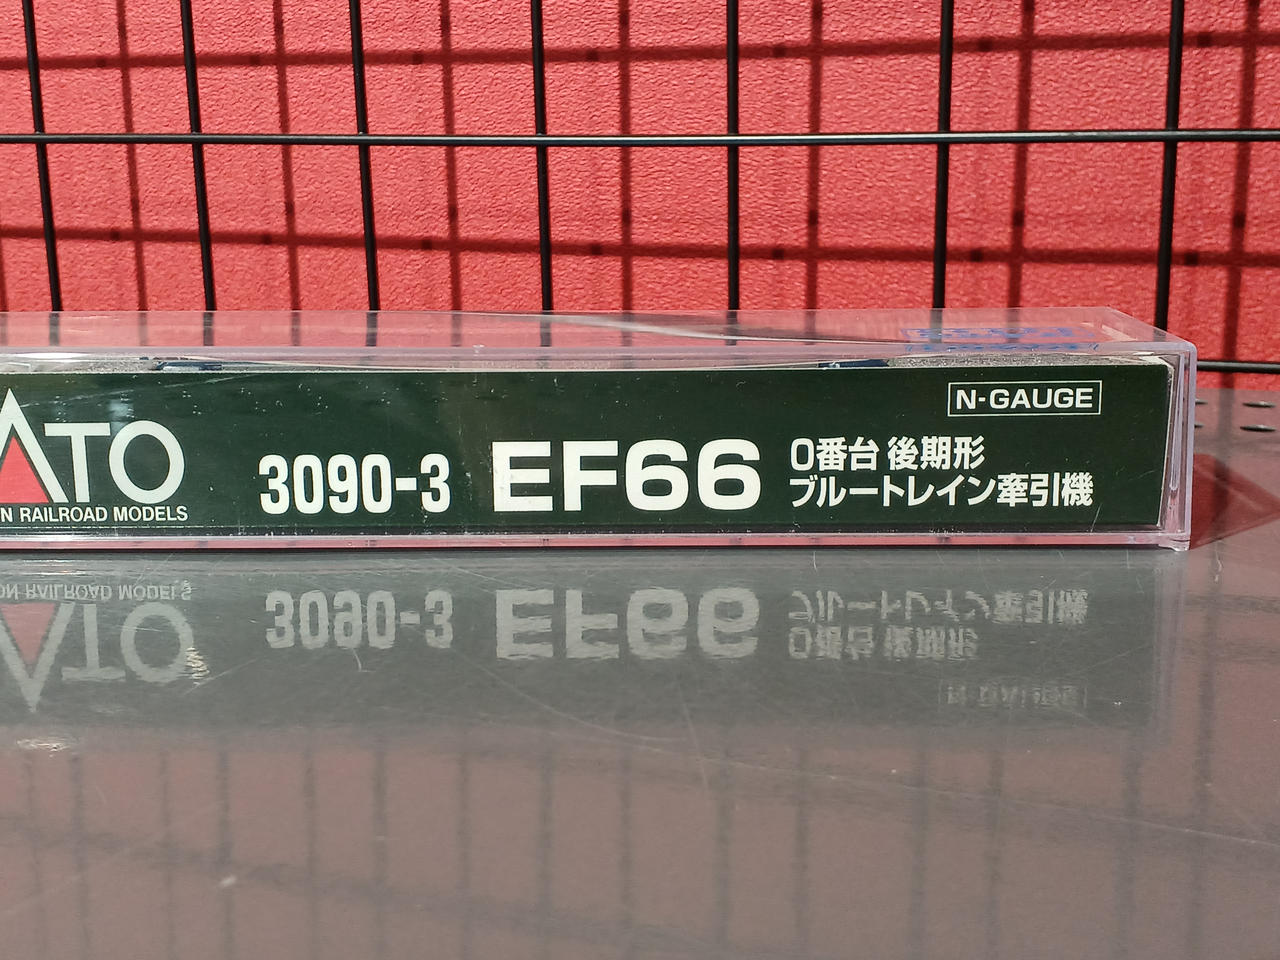 ATO
N RAILROAD MODELS
3090-3
EF66
0番台 後期形
ブルートレイン牽引機
N-GAUGE